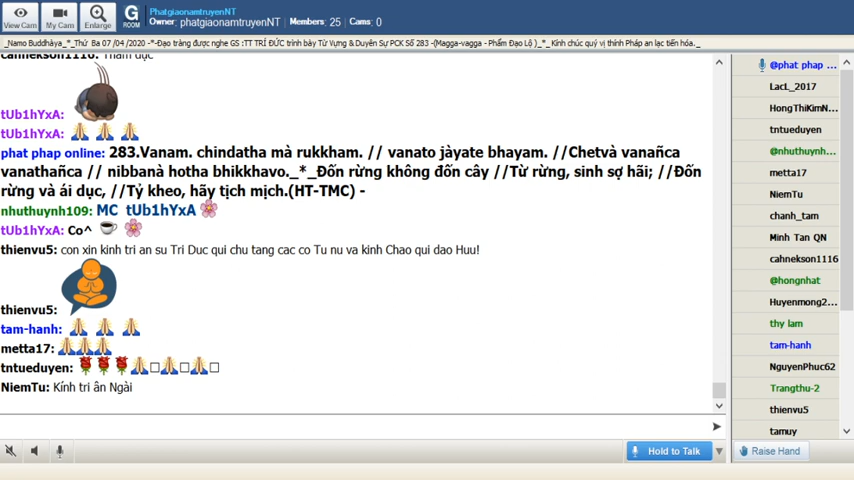 View Cam
My Cam
Enlarge
G
ROOM
PhatgiaonamtruyenNT
Owner: phatgiaonamtruyenNT | Members: 25 | Cams: 0
_Namo Buddhàya_*_Thứ Ba 07 /04 /2020 -*-Đạo tràng được nghe GS :TT TRÍ ĐỨC trình bày Từ Vựng & Duyên Sự PCK Số 283 -(Magga-vagga - Phẩm Đạo Lộ )_*_ Kính chúc quý vị thính Pháp an lạc tiến hóa._
cahnekson1116: Tham dục
tUb1hYxA:
tUb1hYxA:
phat phap online: 283.Vanam. chindatha mà rukkham. // vanato jàyate bhayam. //Chetvà vanañca
vanathañca // nibbanà hotha bhikkhavo._*_Đốn rừng không đốn cây //Từ rừng, sinh sợ hãi; //Đốn
rừng và ái dục, //Tỷ kheo, hãy tịch mịch.(HT-TMC) -
nhuthuynh109: MC tUb1hYxA
tUb1hYxA: Co^
thienvu5: con xin kinh tri an su Tri Duc qui chu tang cac co Tu nu va kinh Chao qui dao Huu!
thienvu5:
tam-hanh:
metta17:
tntueduyen:
NiemTu: Kính tri ân Ngài
Hold to Talk
@phat phap ...
LacL_2017
HongThiKimN...
tntueduyen
@nhuthuynh...
metta17
NiemTu
chanh_tam
Minh Tan QN
cahnekson1116
@hongnhat
Huyenmong2...
thy lam
tam-hanh
NguyenPhuc62
Trangthu-2
thienvu5
tamuy
Raise Hand